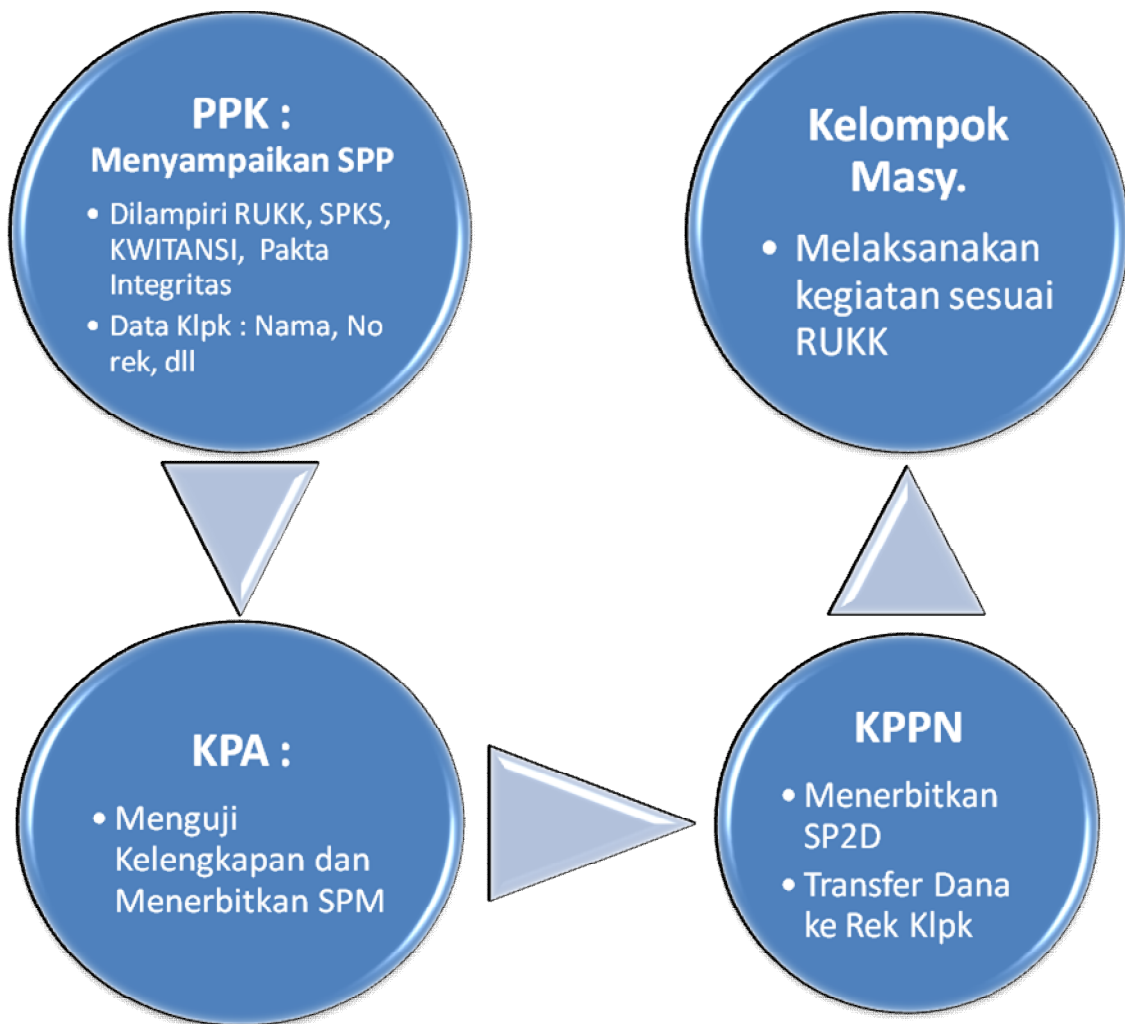 PPK :
Menyampaikan SPP
• Dilampiri RUKK, SPKS,
KWITANSI, Pakta
Integritas
• Data Klpk : Nama, No
rek, dll
KPA :
• Menguji
Kelengkapan dan
Menerbitkan SPM
KPPN
• Menerbitkan
SP2D
• Transfer Dana
ke Rek Klpk
Kelompok
Masy.
• Melaksanakan
kegiatan sesuai
RUKK